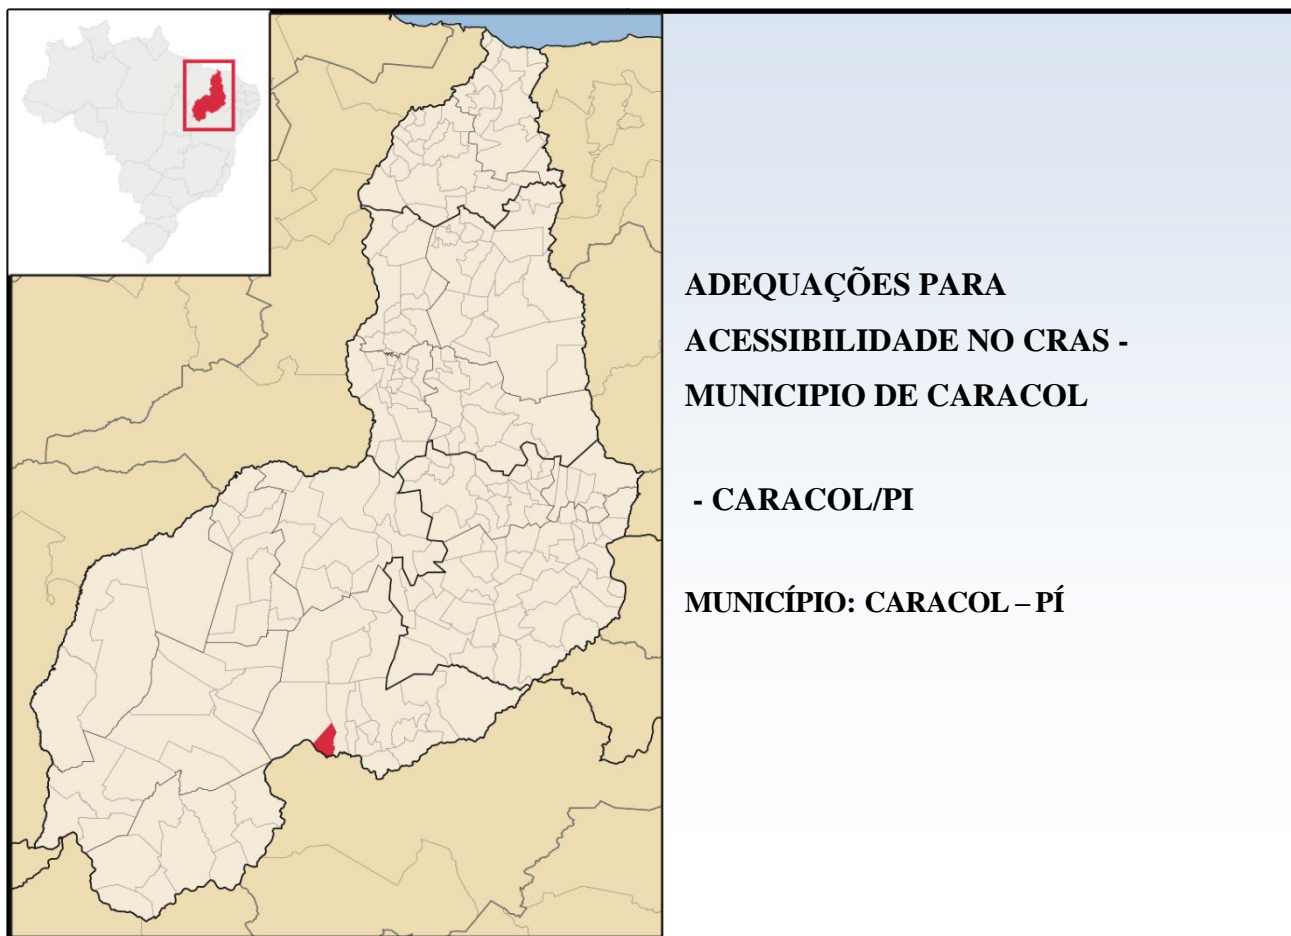 ADEQUAÇÕES PARA
ACESSIBILIDADE NO CRAS -
MUNICIPIO DE CARACOL
- CARACOL/PI
MUNICÍPIO: CARACOL – PÍ